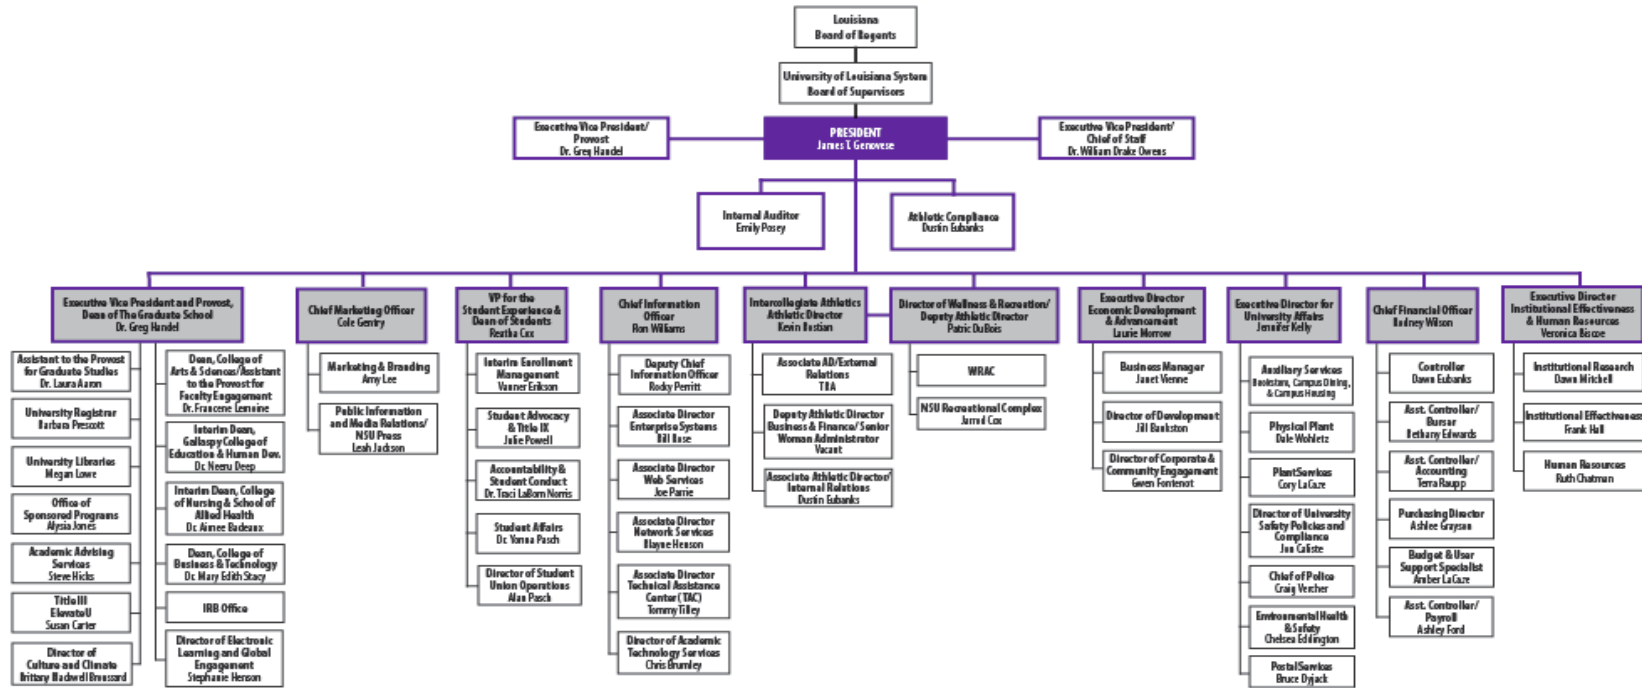 Louisiana
Board of Regents
University of Louisiana System
Board of Supervisors
Executive Vice President/
Provost
Dr. Greg Handel
PRESIDENT
James T. Genovese
Executive Vice President/
Chief of Staff
Dr. William Drake Owens
Internal Auditor
Emily Posey
Athletic Compliance
Dustin Eubanks
Executive Vice President and Provost,
Dean of The Graduate School
Dr. Greg Handel
Assistant to the Provost
for Graduate Studies
Dr. Laura Aaron
University Registrar
Barbara Prescott
University Libraries
Megan Lowe
Office of
Sponsored Programs
Alysia Jones
Academic Advising
Services
Steve Hicks
Title III
ElevateU
Susan Carter
Director of
Culture and Climate
Brittany Blackwell Broussard
Dean, College of
Arts & Sciences/Assistant
to the Provost for
Faculty Engagement
Dr. Francene Lemoine
Interim Dean,
Gallaspy College of
Education & Human Dev.
Dr. Neeru Deep
Interim Dean, College
of Nursing & School of
Allied Health
Dr. Aimee Badeaux
Dean, College of
Business & Technology
Dr. Mary Edith Stacy
IRB Office
Director of Electronic
Learning and Global
Engagement
Stephanie Henson
Chief Marketing Officer
Cole Gentry
Marketing & Branding
Amy Lee
Public Information
and Media Relations/
NSU Press
Leah Jackson
VP for the
Student Experience &
Dean of Students
Reatha Cox
Interim Enrollment
Management
Vanner Erikson
Student Advocacy
& Title IX
Julie Powell
Accountability &
Student Conduct
Dr. Traci LaBom Norris
Student Affairs
Dr. Yonna Pasch
Director of Student
Union Operations
Alan Pasch
Chief Information
Officer
Ron Williams
Deputy Chief
Information Officer
Rocky Perritt
Associate Director
Enterprise Systems
Bill Rose
Associate Director
Web Services
Joe Parrie
Associate Director
Network Services
Blayne Henson
Associate Director
Technical Assistance
Center (TAC)
Tommy Tilley
Director of Academic
Technology Services
Chris Brumley
Intercollegiate Athletics
Athletic Director
Kevin Bostian
Associate AD/External
Relations
TBA
Deputy Athletic Director
Business & Finance/Senior
Woman Administrator
Vacant
Associate Athletic Director/
Internal Relations
Dustin Eubanks
Director of Wellness & Recreation/
Deputy Athletic Director
Patric DuBois
WRAC
NSU Recreational Complex
Jarrod Cox
Executive Director
Economic Development
& Advancement
Laurie Morrow
Business Manager
Janet Vienne
Director of Development
Jill Bankston
Director of Corporate &
Community Engagement
Gwen Fontenot
Executive Director for
University Affairs
Jennifer Kelly
Auxiliary Services
Bookstore, Campus Dining,
& Campus Housing
Physical Plant
Dale Wohletz
Plant Services
Cory LaCaze
Director of University
Safety Policies and
Compliance
Jon Caliste
Chief of Police
Craig Vercher
Environmental Health
& Safety
Chelsea Eddington
Postal Services
Bruce Dyjack
Chief Financial Officer
Rodney Wilson
Controller
Dawn Eubanks
Asst. Controller/
Bursar
Bethany Edwards
Asst. Controller/
Accounting
Terra Raupp
Purchasing Director
Ashlee Grayson
Budget & User
Support Specialist
Amber LaCaze
Asst. Controller/
Payroll
Ashley Ford
Executive Director
Institutional Effectiveness
& Human Resources
Veronica Biscoe
Institutional Research
Dawn Mitchell
Institutional Effectiveness
Frank Hall
Human Resources
Ruth Chatman